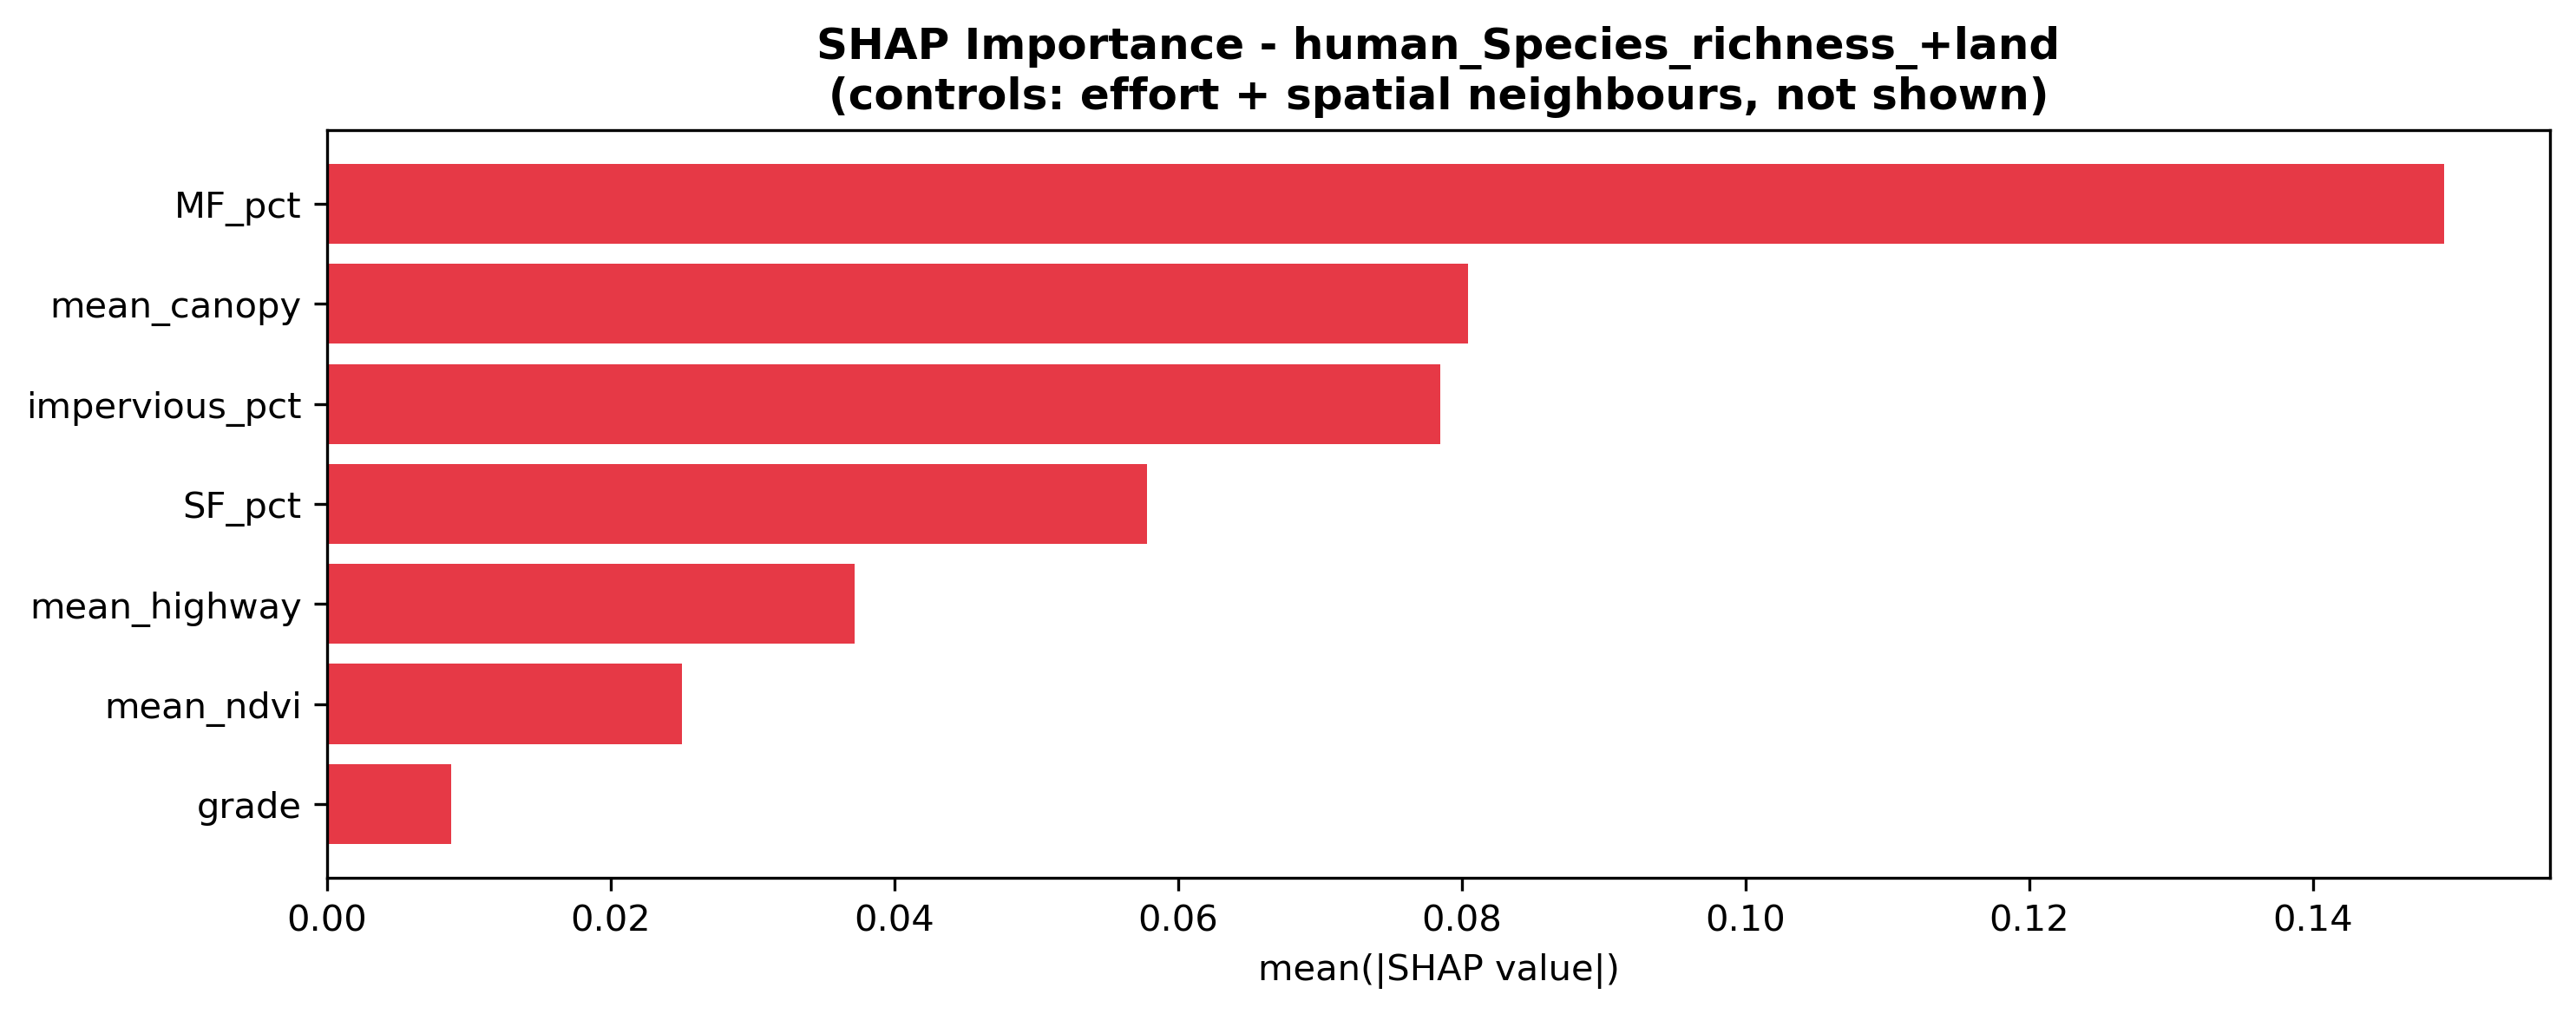 SHAP Importance - human_Species_richness_+land
(controls: effort + spatial neighbours, not shown)
MF_pct
mean_canopy
impervious_pct
SF_pct
mean_highway
mean_ndvi
grade
0.00 0.02 0.04 0.06 0.08 0.10 0.12 0.14
mean(|SHAP value|)